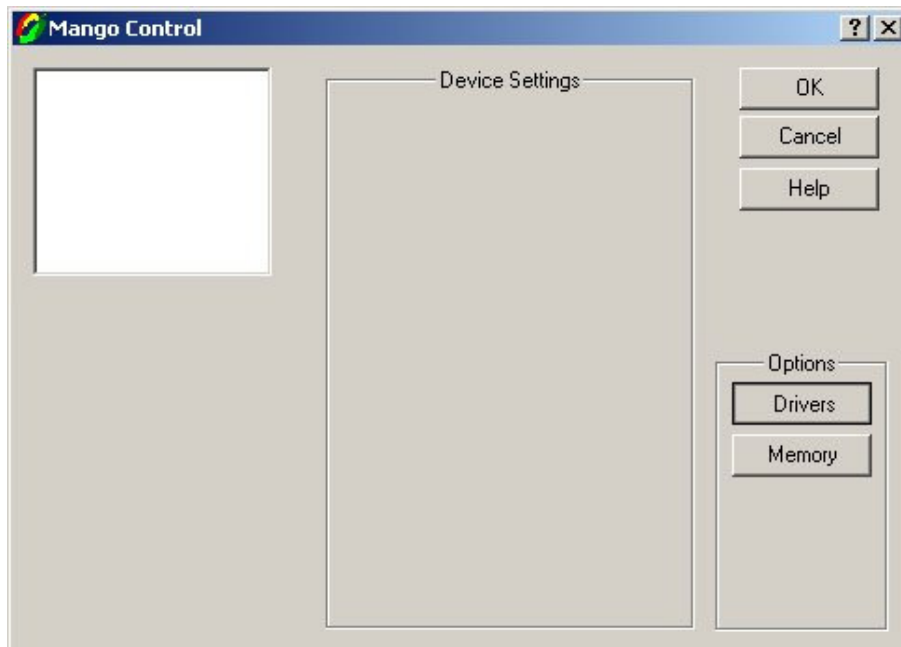 Mango Control
Device Settings
OK
Cancel
Help
Options
Drivers
Memory